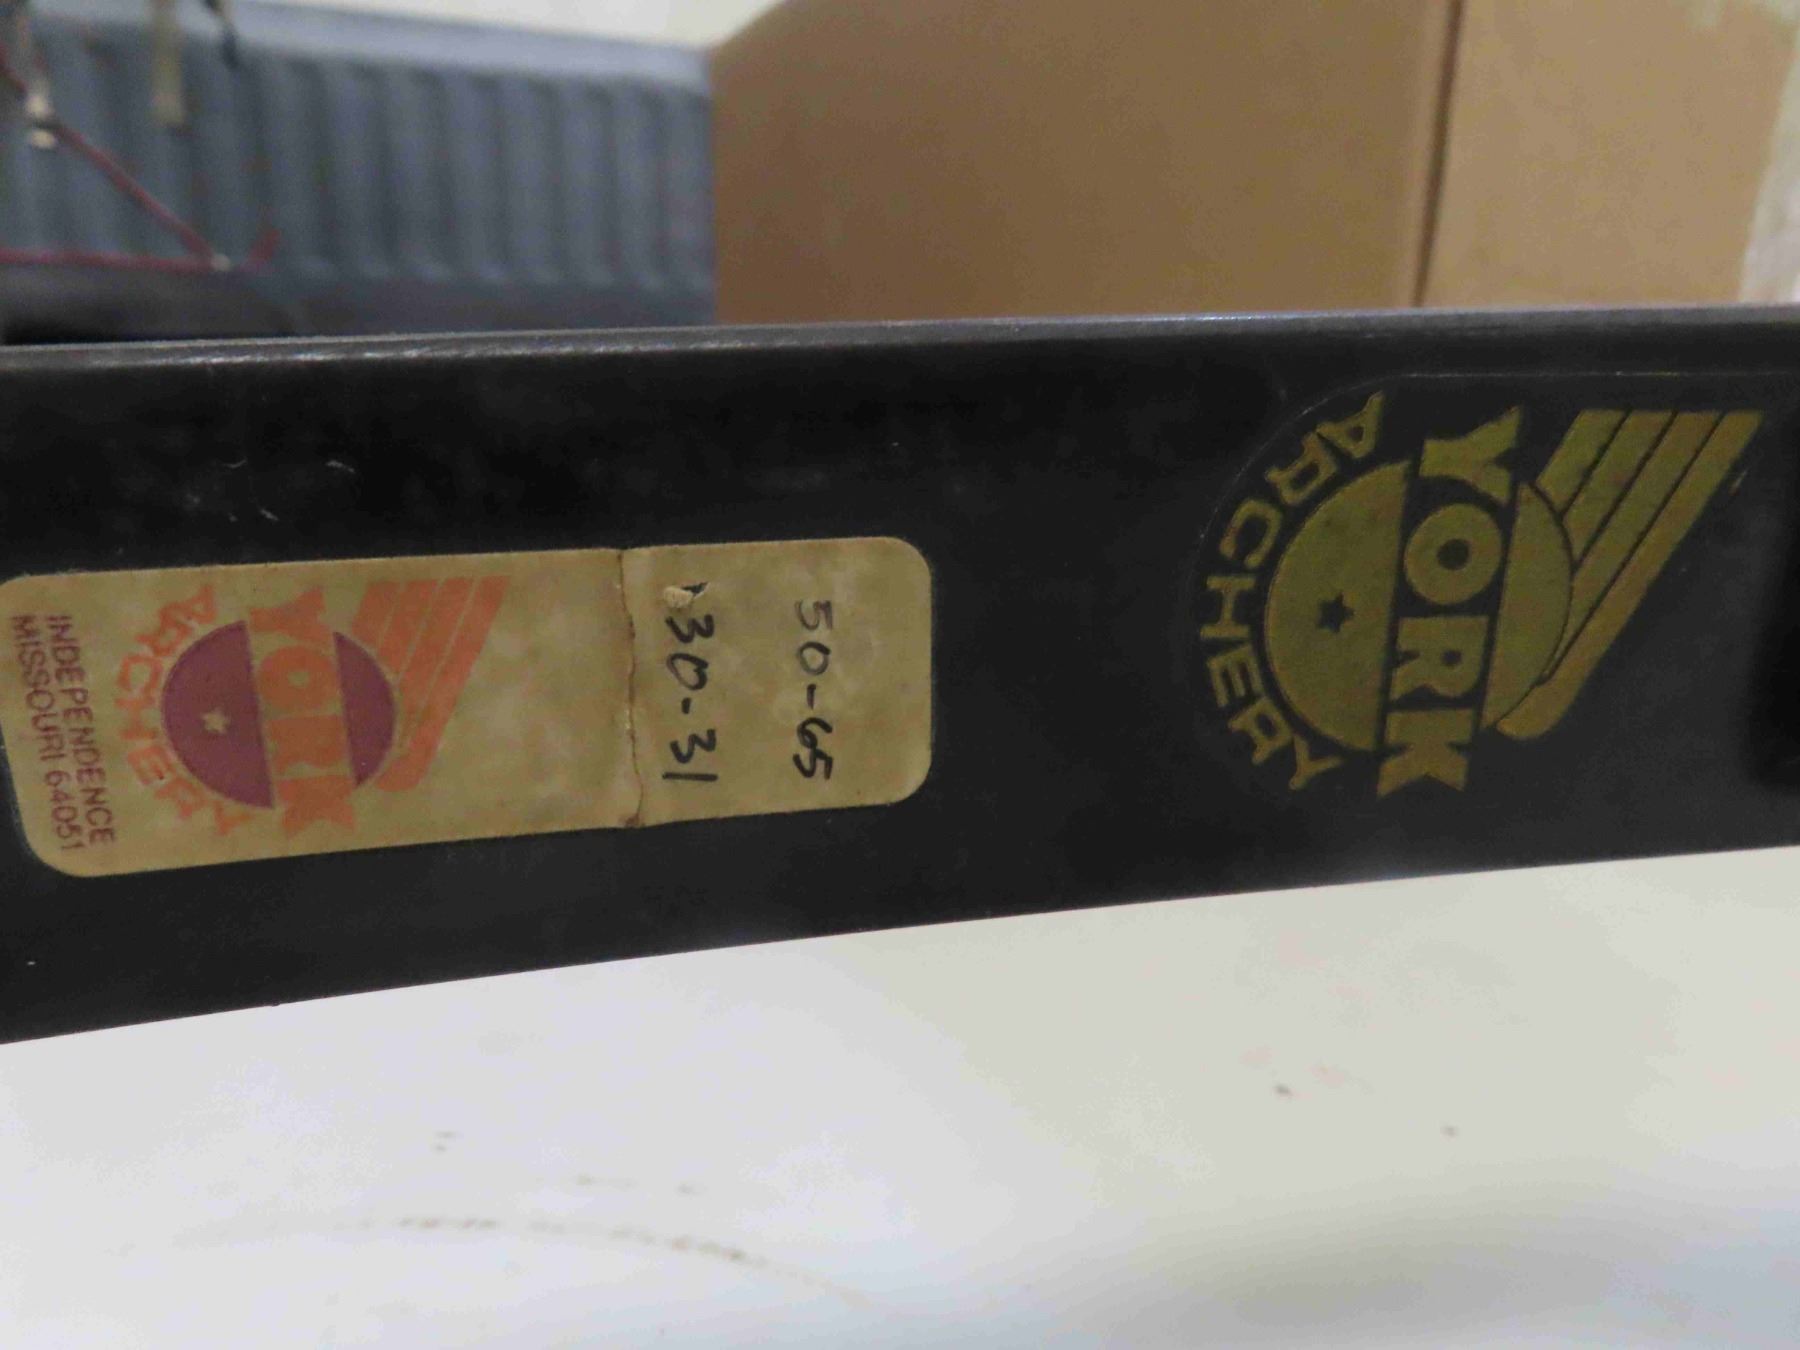 50-65
30-31
YORK
ARCHERY
INDEPENDENCE
MISSOURI 64051
YORK
ARCHERY